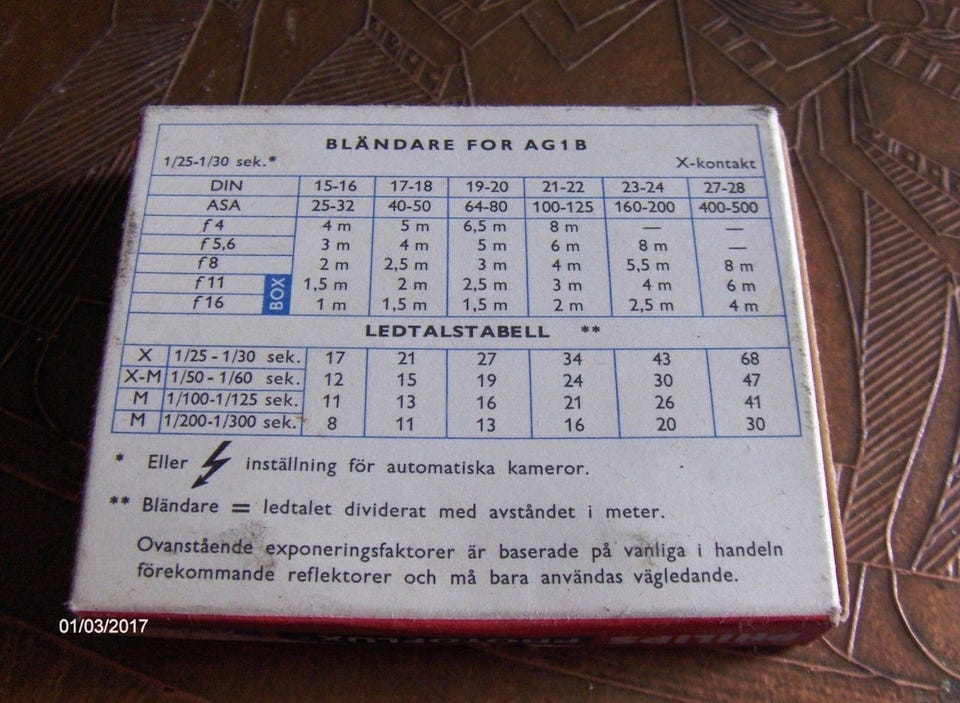 BLÄNDARE FOR AG1B
1/25-1/30 sek.* X-kontakt
DIN 15-16 17-18 19-20 21-22 23-24 27-28
ASA 25-32 40-50 64-80 100-125 160-200 400-500
f 4 4 m 5 m 6,5 m 8 m — —
f 5,6 3 m 4 m 5 m 6 m 8 m —
f 8 2 m 2,5 m 3 m 4 m 5,5 m 8 m
f 11 BOX 1,5 m 2 m 2,5 m 3 m 4 m 6 m
f 16 1 m 1,5 m 1,5 m 2 m 2,5 m 4 m
LEDTALSTABELL **
X 1/25 - 1/30 sek. 17 21 27 34 43 68
X-M 1/50 - 1/60 sek. 12 15 19 24 30 47
M 1/100-1/125 sek. 11 13 16 21 26 41
M 1/200-1/300 sek. 8 11 13 16 20 30
* Eller inställning för automatiska kameror.
** Bländare = ledtalet dividerat med avståndet i meter.
Ovanstående exponeringsfaktorer är baserade på vanliga i handeln
förekommande reflektorer och må bara användas vägledande.
PHILIPS PHOTOFLUX
01/03/2017